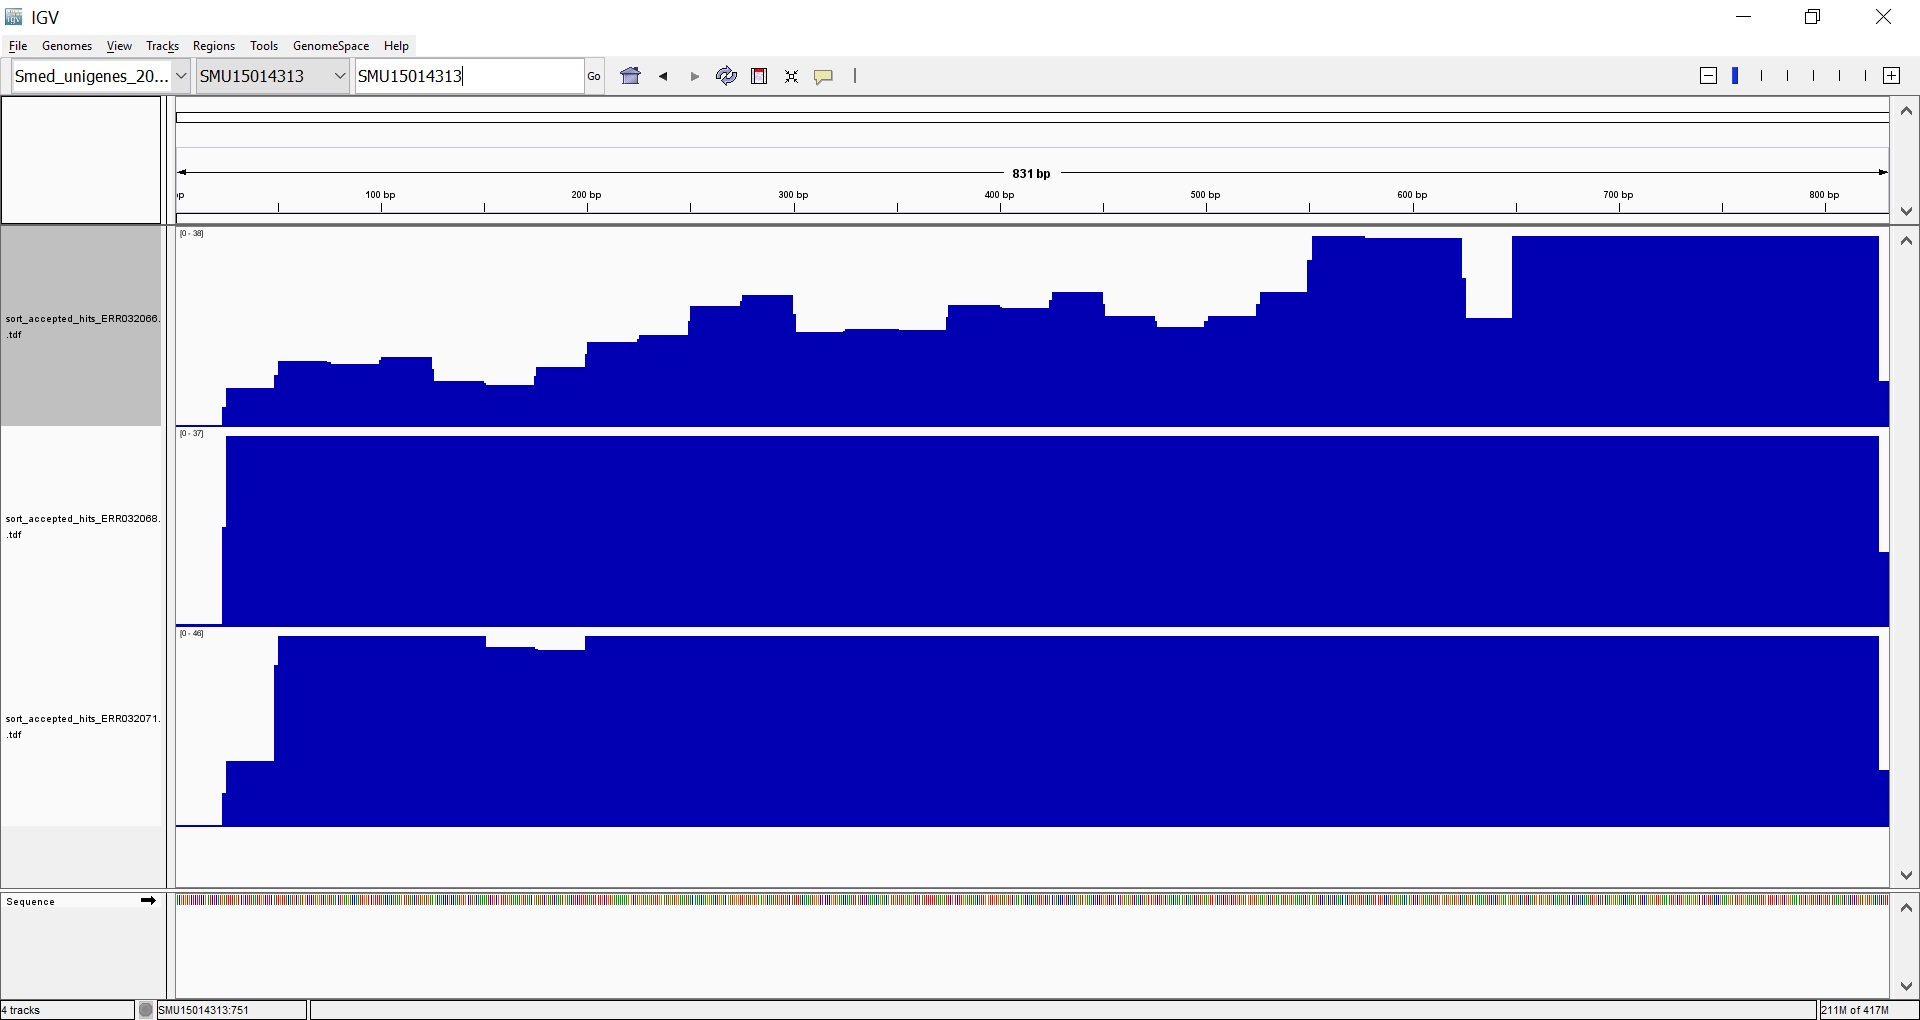 IGV
File Genomes View Tracks Regions Tools GenomeSpace Help
Smed_unigenes_20... SMU15014313 SMU15014313 Go
831 bp
p 100 bp 200 bp 300 bp 400 bp 500 bp 600 bp 700 bp 800 bp
[0 - 38]
sort_accepted_hits_ERR032066.
.tdf
[0 - 37]
sort_accepted_hits_ERR032068.
.tdf
[0 - 46]
sort_accepted_hits_ERR032071.
.tdf
Sequence
4 tracks SMU15014313:751 211M of 417M